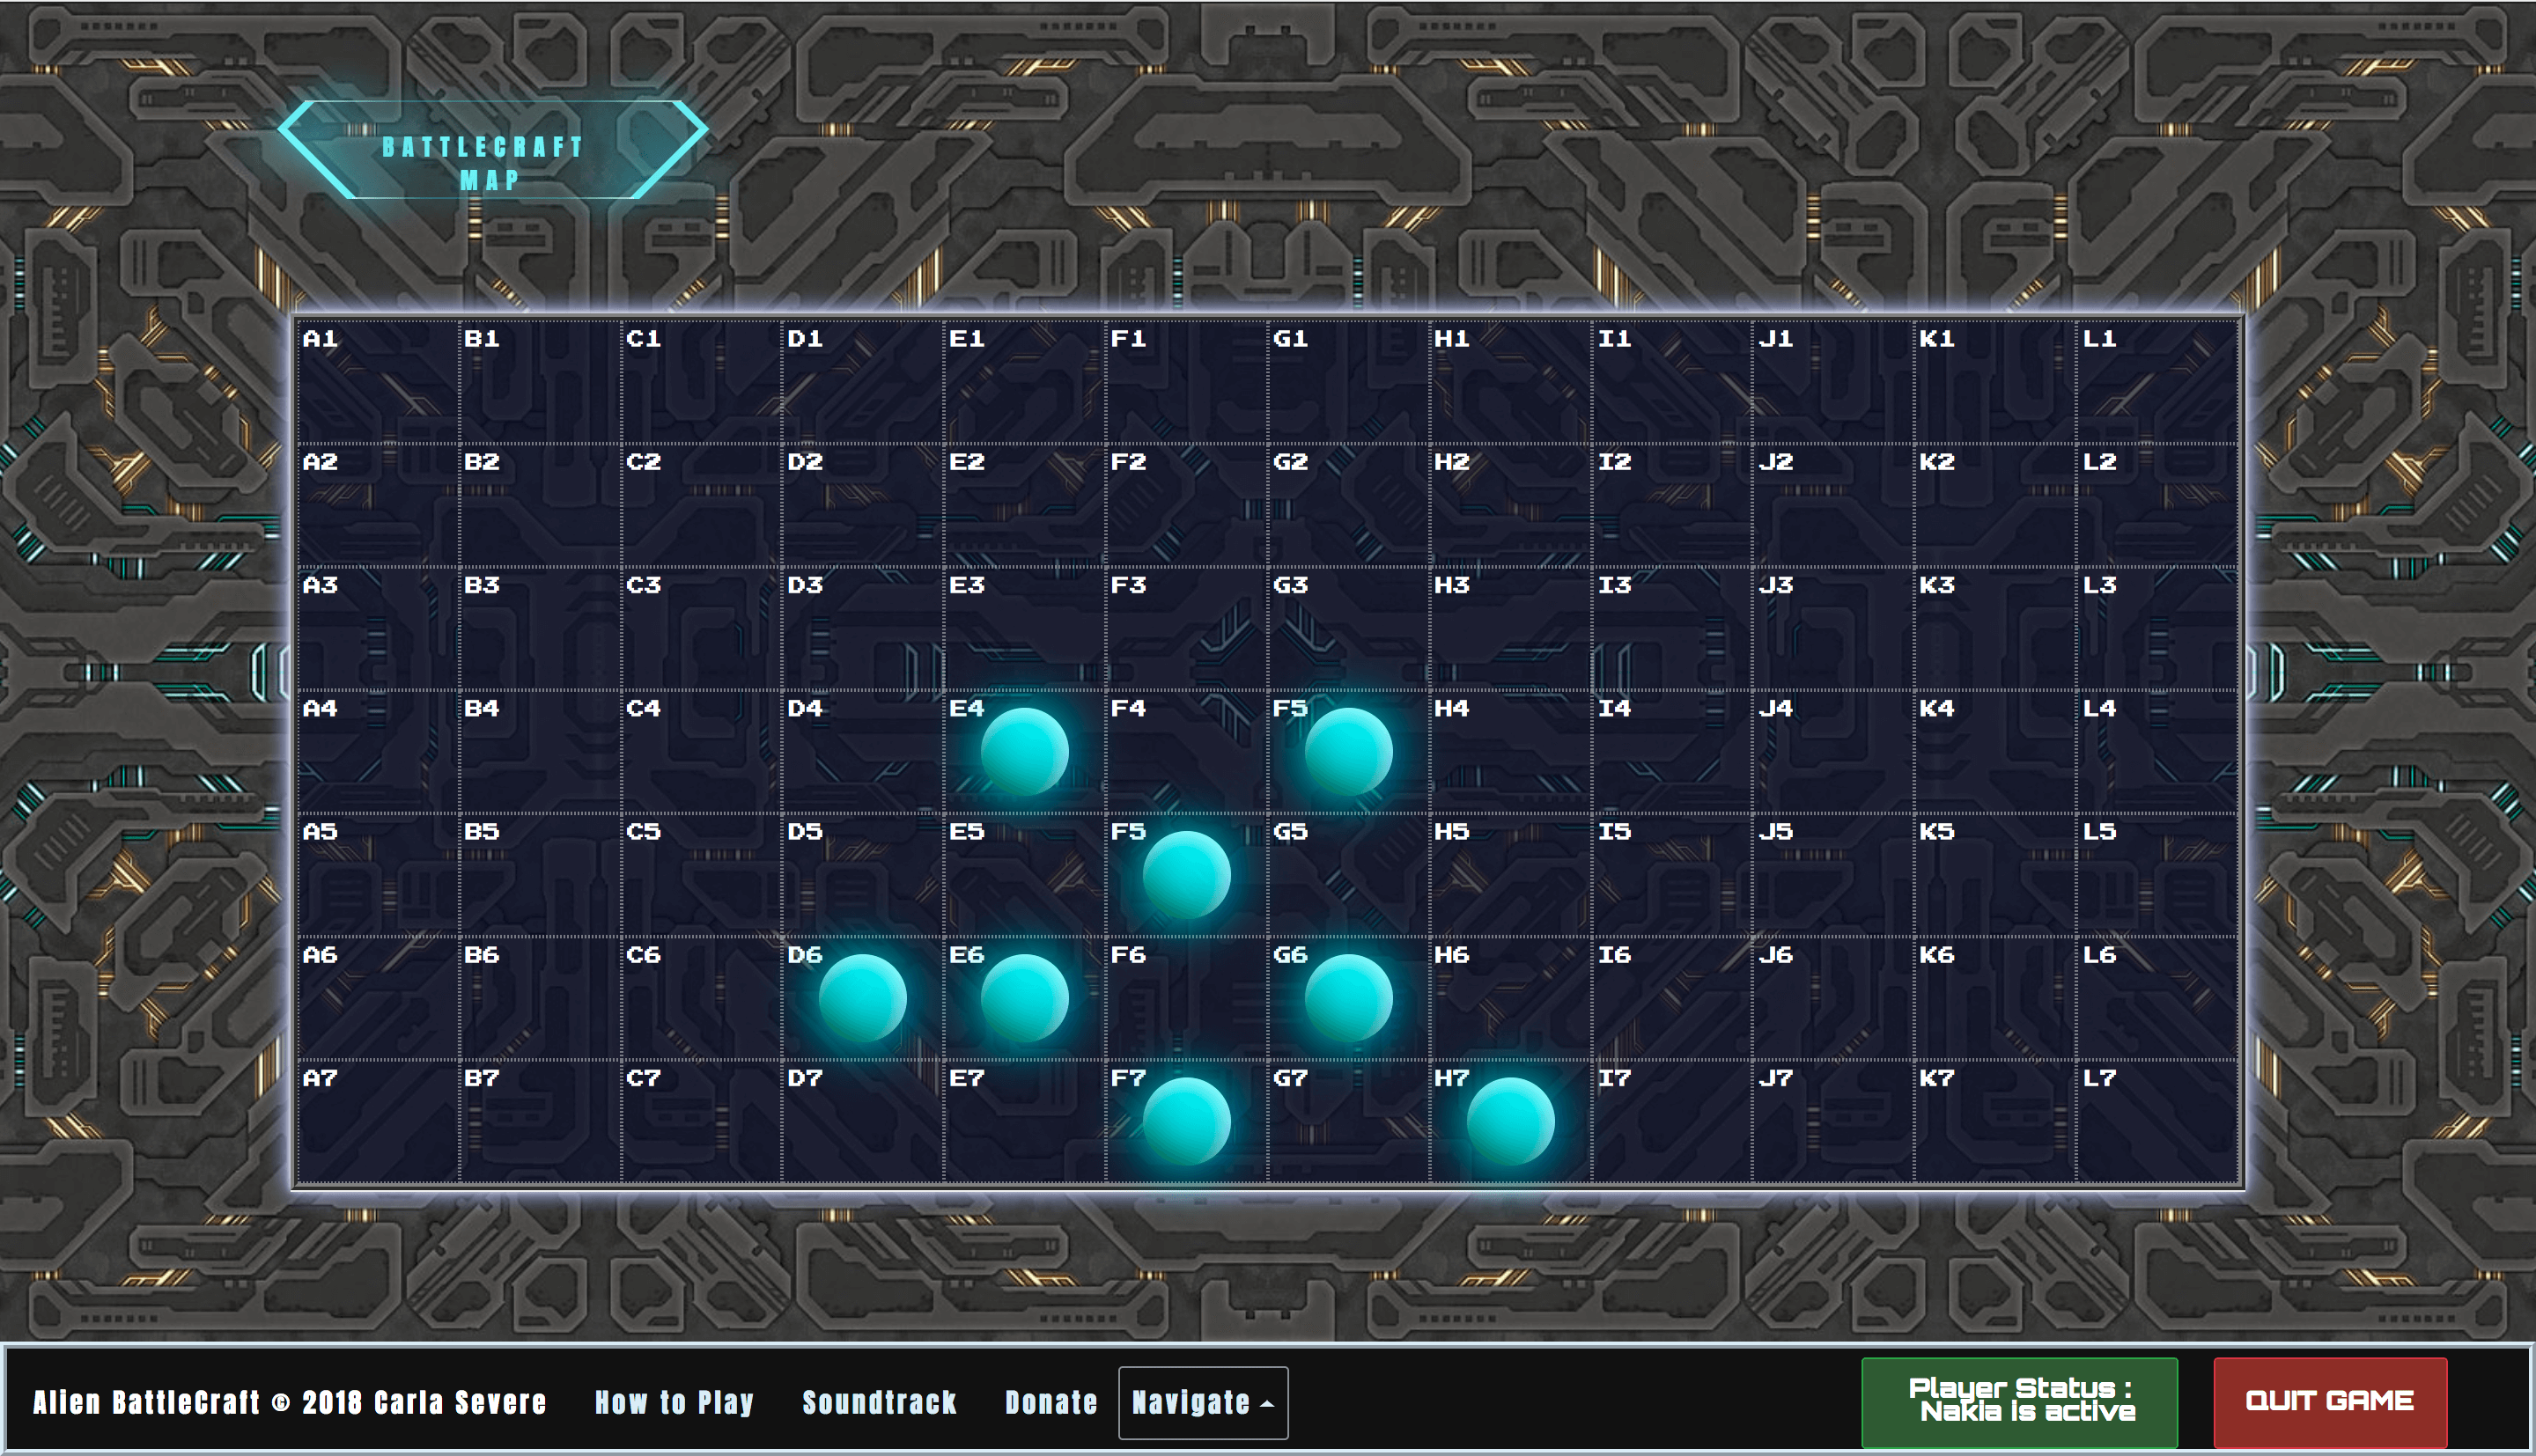 BATTLECRAFT
MAP
A1 B1 C1 D1 E1 F1 G1 H1 I1 J1 K1 L1
A2 B2 C2 D2 E2 F2 G2 H2 I2 J2 K2 L2
A3 B3 C3 D3 E3 F3 G3 H3 I3 J3 K3 L3
A4 B4 C4 D4 E4 F4 F5 H4 I4 J4 K4 L4
A5 B5 C5 D5 E5 F5 G5 H5 I5 J5 K5 L5
A6 B6 C6 D6 E6 F6 G6 H6 I6 J6 K6 L6
A7 B7 C7 D7 E7 F7 G7 H7 I7 J7 K7 L7
Alien BattleCraft © 2018 Carla Severe How to Play Soundtrack Donate Navigate
Player Status :
Nakia is active
QUIT GAME